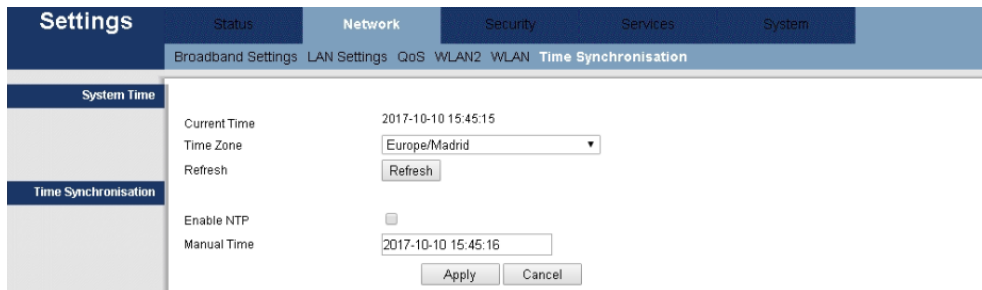 Settings
Status Network Security Services System
Broadband Settings LAN Settings QoS WLAN2 WLAN Time Synchronisation
System Time
Current Time 2017-10-10 15:45:15
Time Zone Europe/Madrid
Refresh Refresh
Time Synchronisation
Enable NTP
Manual Time 2017-10-10 15:45:16
Apply Cancel